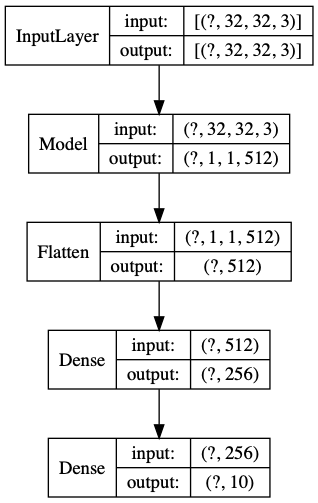 InputLayer input: [(?, 32, 32, 3)]
output: [(?, 32, 32, 3)]
Model input: (?, 32, 32, 3)
output: (?, 1, 1, 512)
Flatten input: (?, 1, 1, 512)
output: (?, 512)
Dense input: (?, 512)
output: (?, 256)
Dense input: (?, 256)
output: (?, 10)